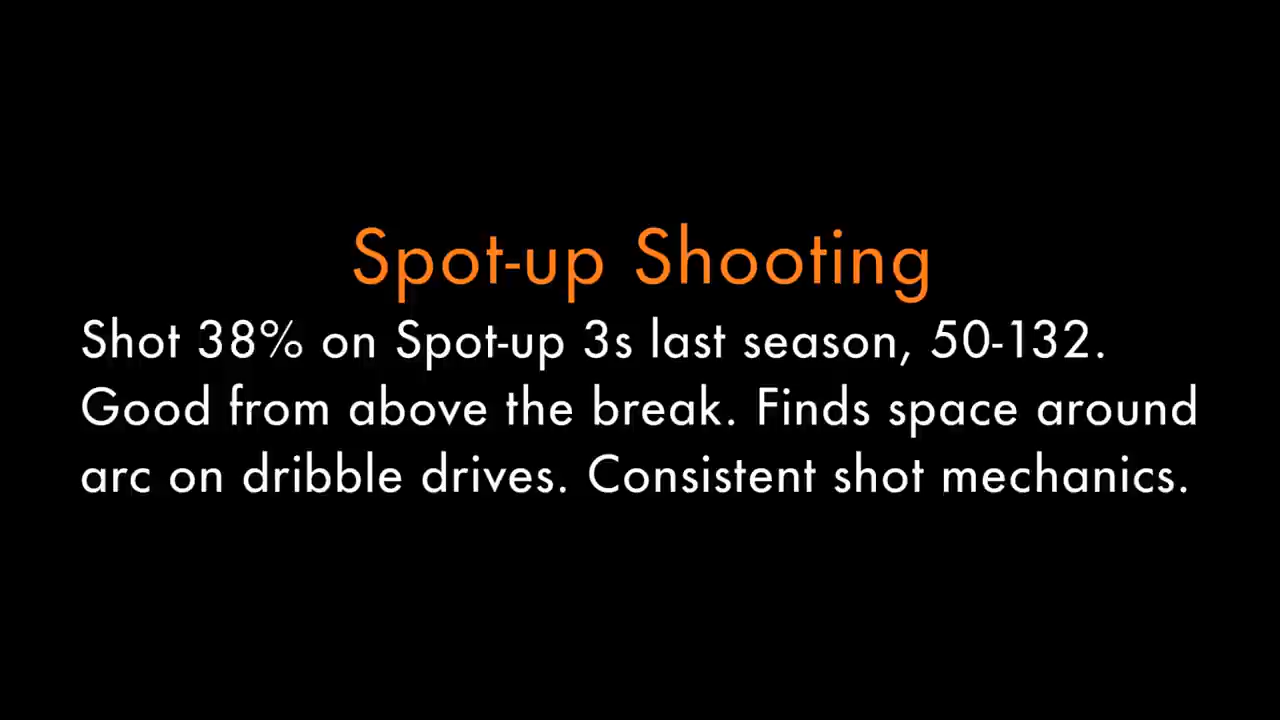 Spot-up Shooting
Shot 38% on Spot-up 3s last season, 50-132.
Good from above the break. Finds space around
arc on dribble drives. Consistent shot mechanics.